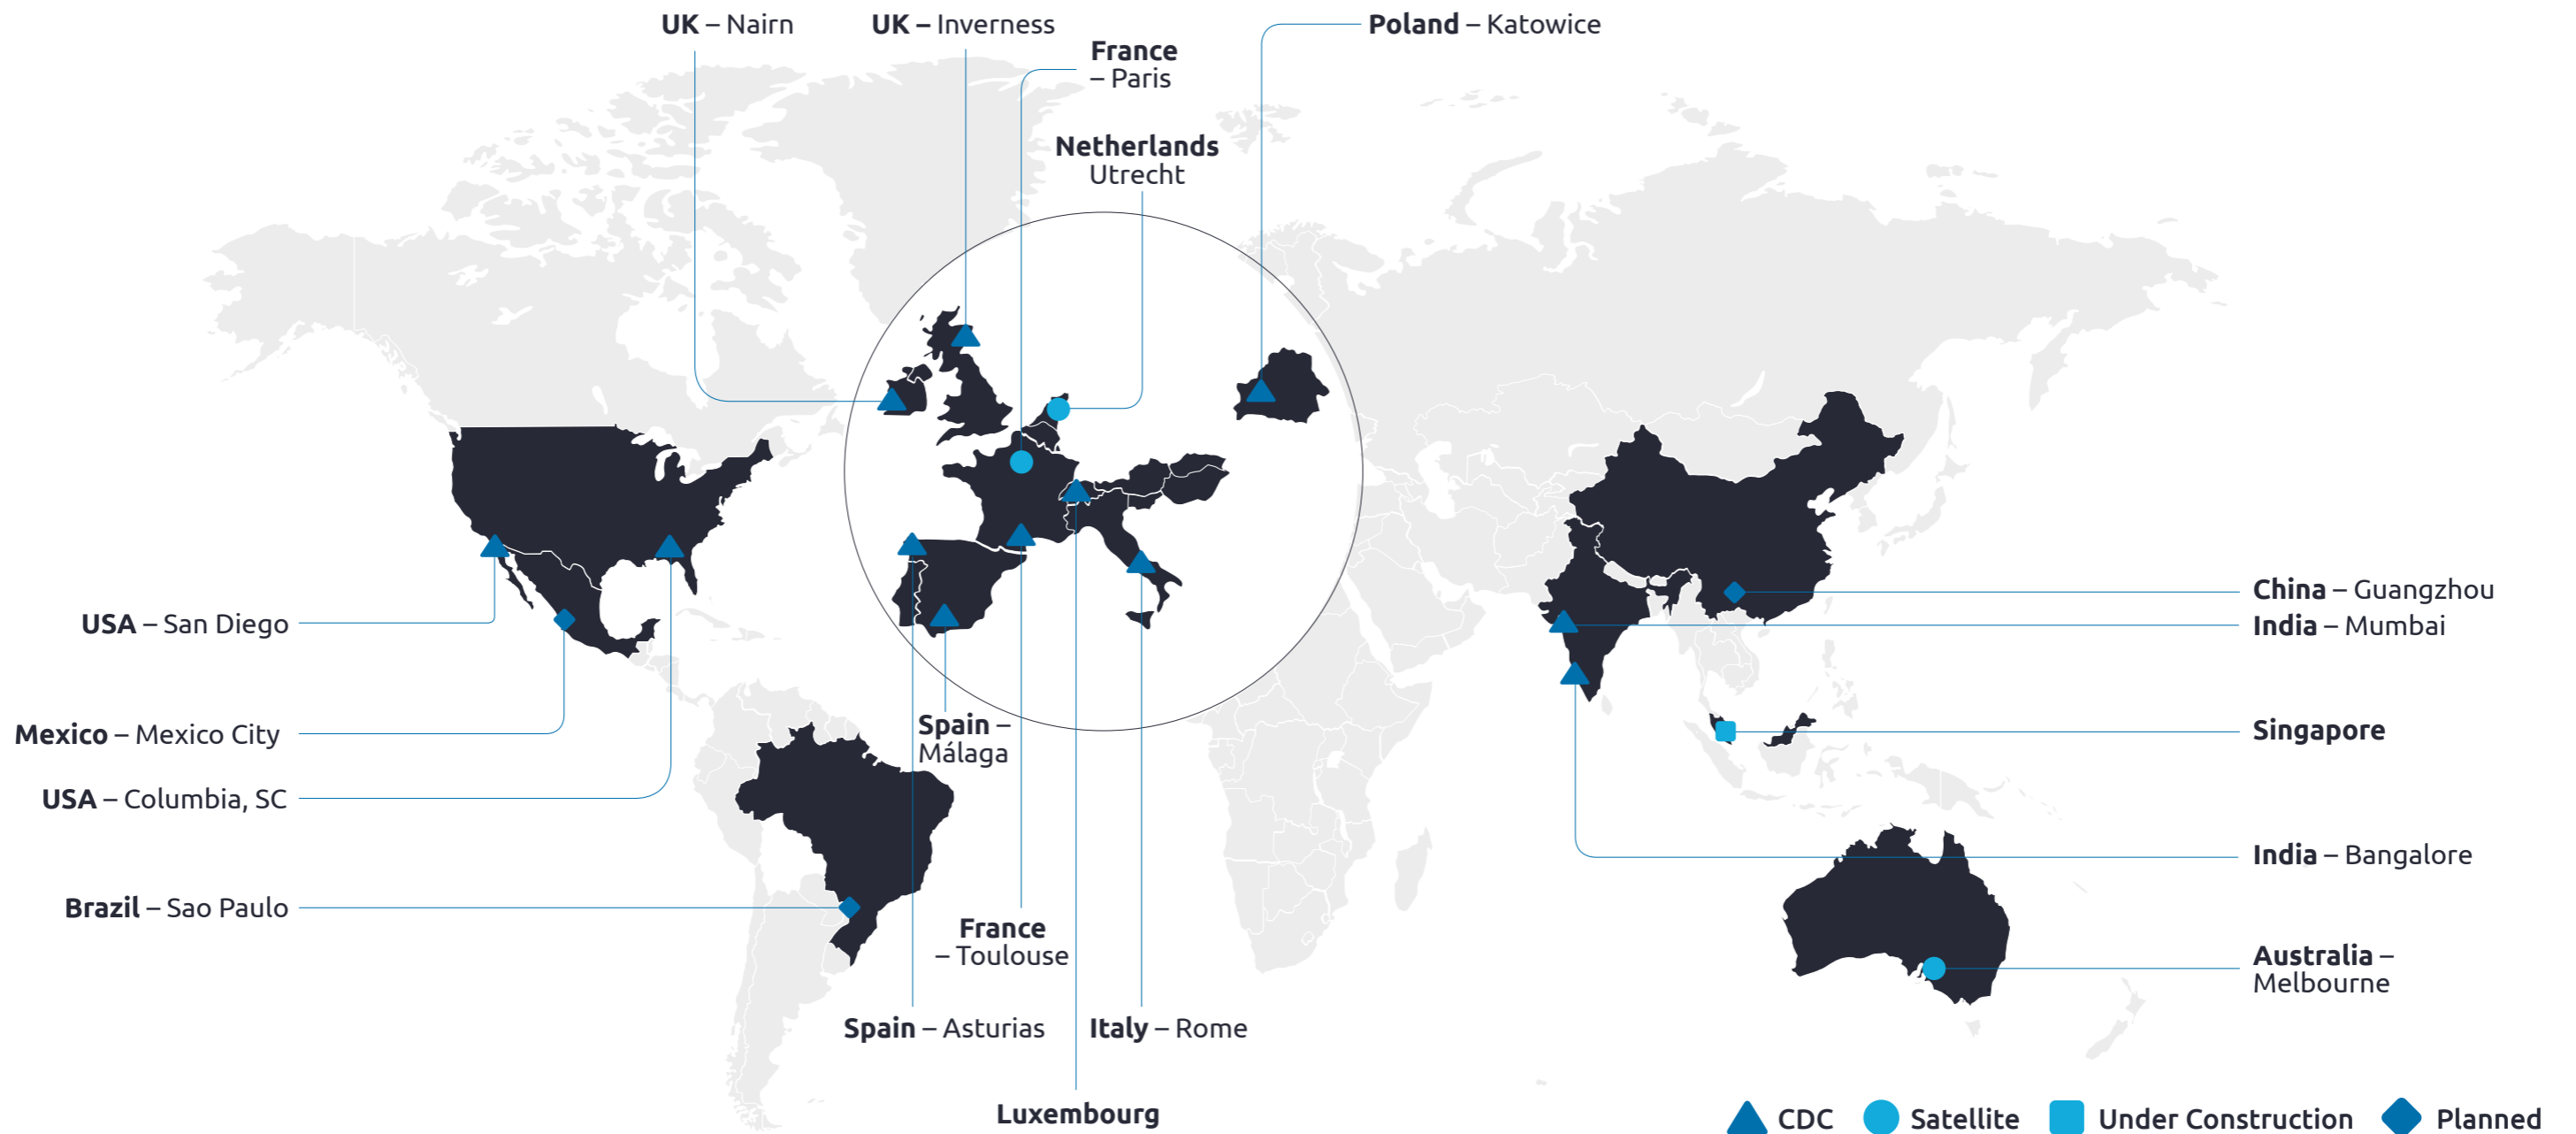 UK – Nairn
UK – Inverness
France
– Paris
Poland – Katowice
Netherlands
Utrecht
USA – San Diego
Mexico – Mexico City
USA – Columbia, SC
Brazil – Sao Paulo
Spain –
Málaga
France
– Toulouse
Spain – Asturias
Italy – Rome
Luxembourg
China – Guangzhou
India – Mumbai
Singapore
India – Bangalore
Australia –
Melbourne
CDC
Satellite
Under Construction
Planned